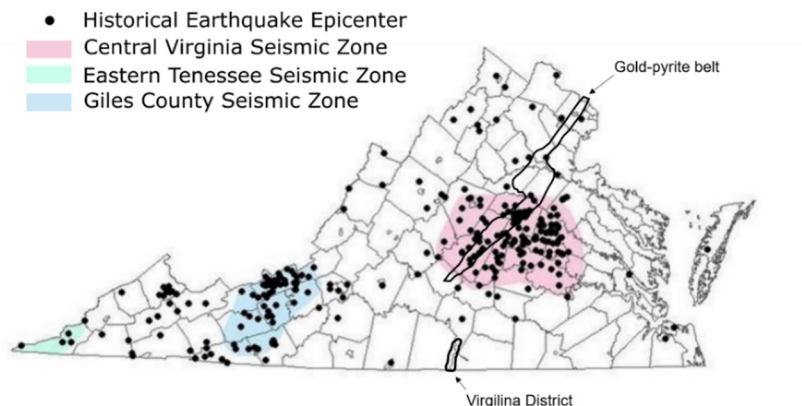 Historical Earthquake Epicenter
Central Virginia Seismic Zone
Eastern Tenessee Seismic Zone
Giles County Seismic Zone
Gold-pyrite belt
Virgilina District